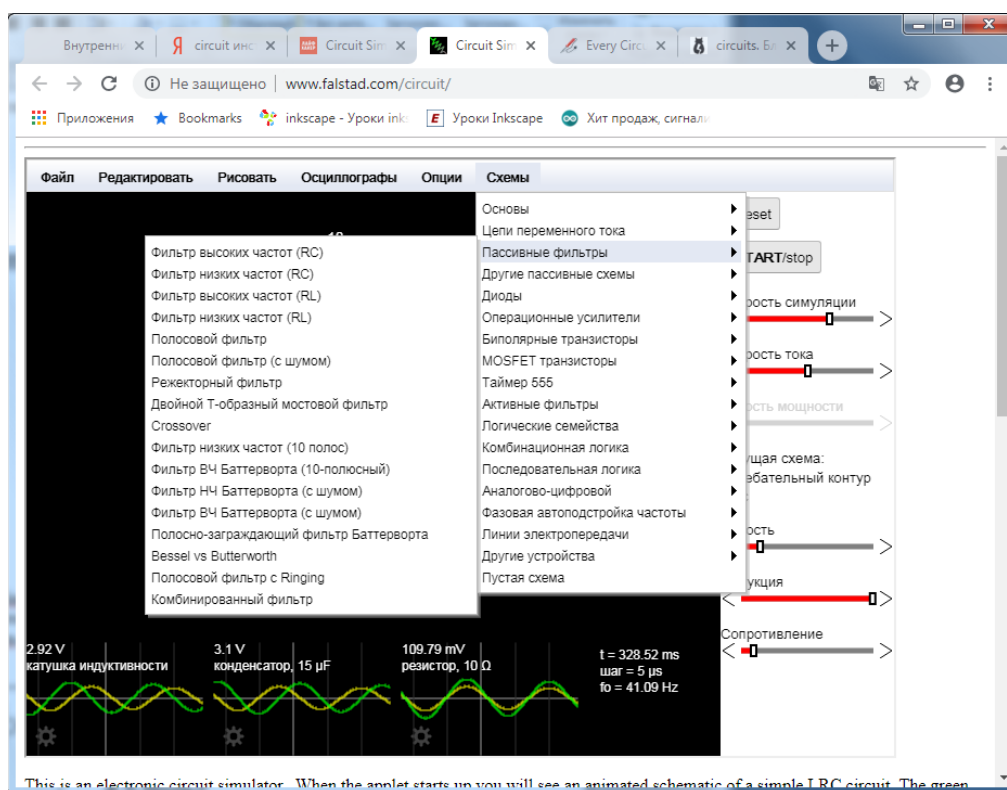 Внутренн
circuit инс
Circuit Sim
Circuit Sim
Every Circ
circuits. Бл
Не защищено | www.falstad.com/circuit/
Приложения
Bookmarks
inkscape - Уроки ink
Уроки Inkscape
Хит продаж, сигнали
Файл Редактировать Рисовать Осциллографы Опции Схемы
Основы
Цепи переменного тока
Пассивные фильтры
Другие пассивные схемы
Диоды
Операционные усилители
Биполярные транзисторы
MOSFET транзисторы
Таймер 555
Активные фильтры
Логические семейства
Комбинационная логика
Последовательная логика
Аналогово-цифровой
Фазовая автоподстройка частоты
Линии электропередачи
Другие устройства
Пустая схема
Фильтр высоких частот (RC)
Фильтр низких частот (RC)
Фильтр высоких частот (RL)
Фильтр низких частот (RL)
Полосовой фильтр
Полосовой фильтр (с шумом)
Режекторный фильтр
Двойной Т-образный мостовой фильтр
Crossover
Фильтр низких частот (10 полос)
Фильтр ВЧ Баттерворта (10-полюсный)
Фильтр НЧ Баттерворта (с шумом)
Фильтр ВЧ Баттерворта (с шумом)
Полосно-заграждающий фильтр Баттерворта
Bessel vs Butterworth
Полосовой фильтр с Ringing
Комбинированный фильтр
eset
TART/stop
рость симуляции
рость тока
ость мощности
ущая схема:
ебательный контур
ость
укция
Сопротивление
2.92 V
катушка индуктивности
3.1 V
конденсатор, 15 µF
109.79 mV
резистор, 10 Ω
t = 328.52 ms
шаг = 5 µs
fo = 41.09 Hz
This is an electronic circuit simulator. When the applet starts up you will see an animated schematic of a simple LRC circuit. The green